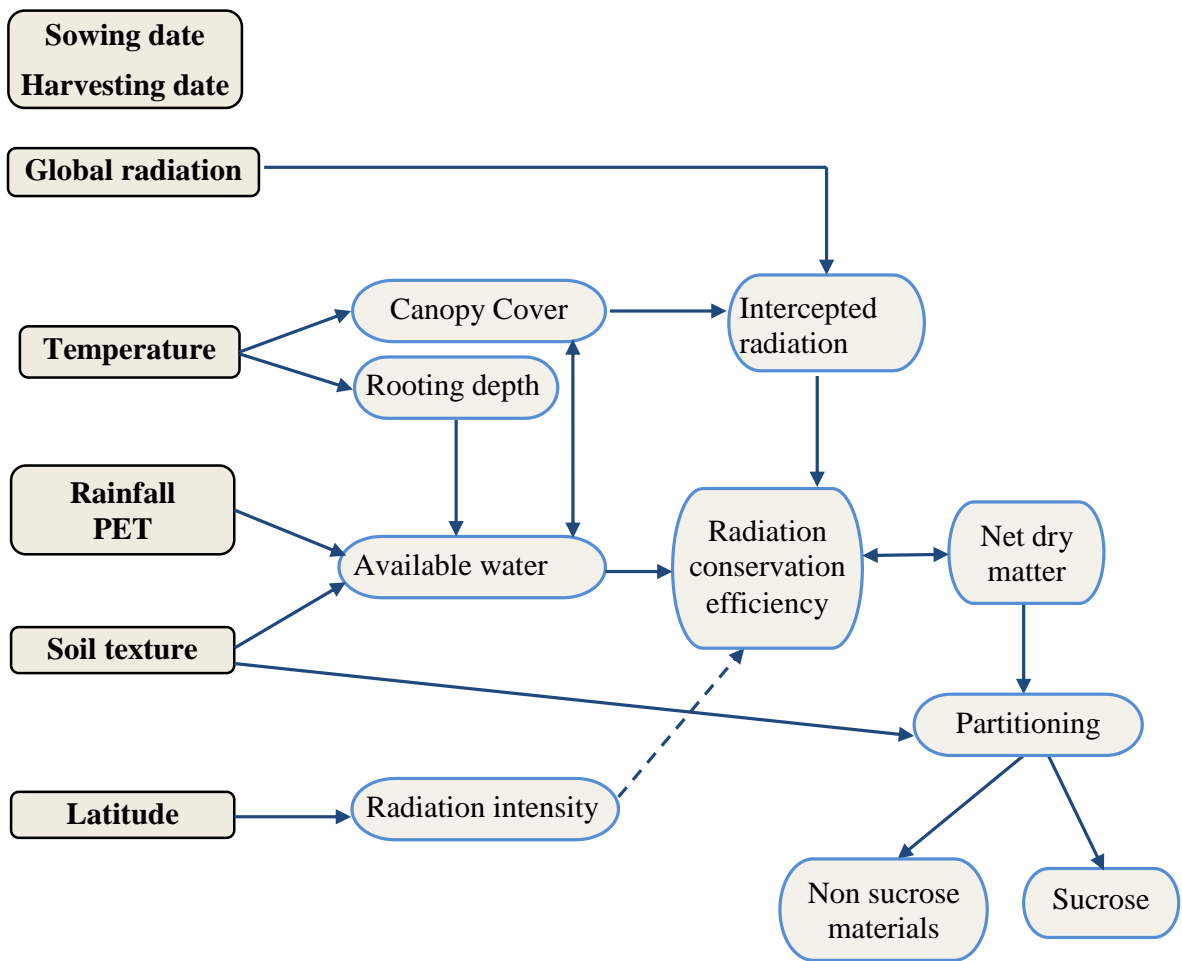 Sowing date
Harvesting date
Global radiation
Canopy Cover
Intercepted
radiation
Temperature
Rooting depth
Rainfall
PET
Available water
Radiation
conservation
efficiency
Net dry
matter
Soil texture
Partitioning
Latitude
Radiation intensity
Non sucrose
materials
Sucrose